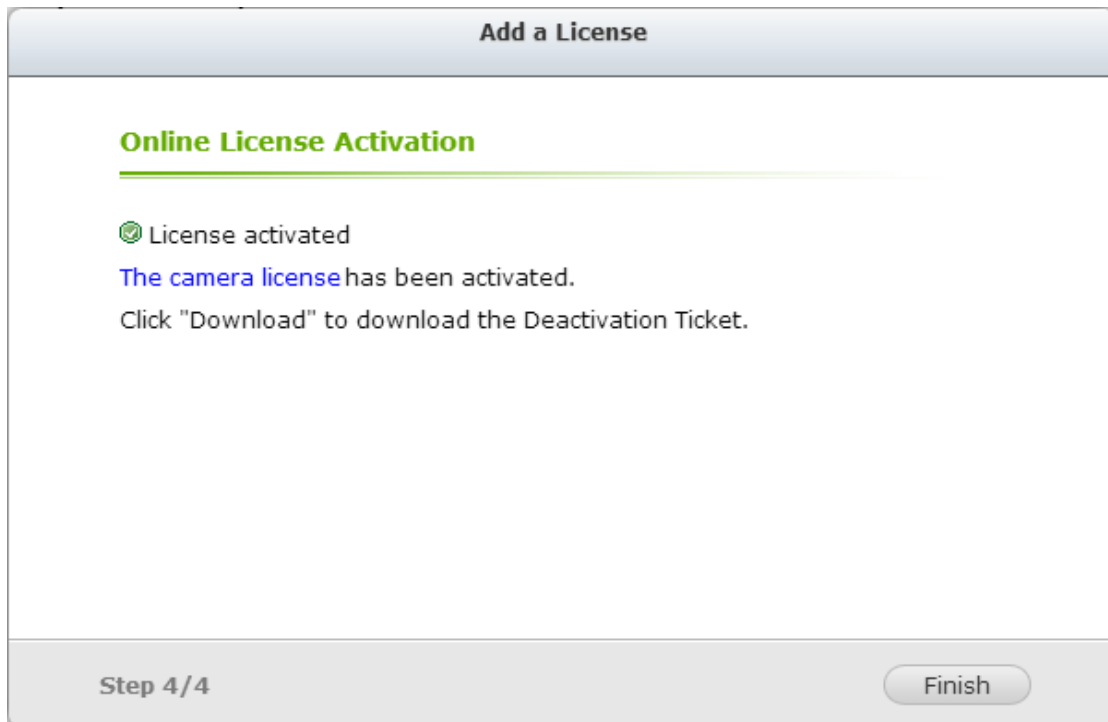 Add a License
Online License Activation
License activated
The camera license has been activated.
Click "Download" to download the Deactivation Ticket.
Step 4/4
Finish